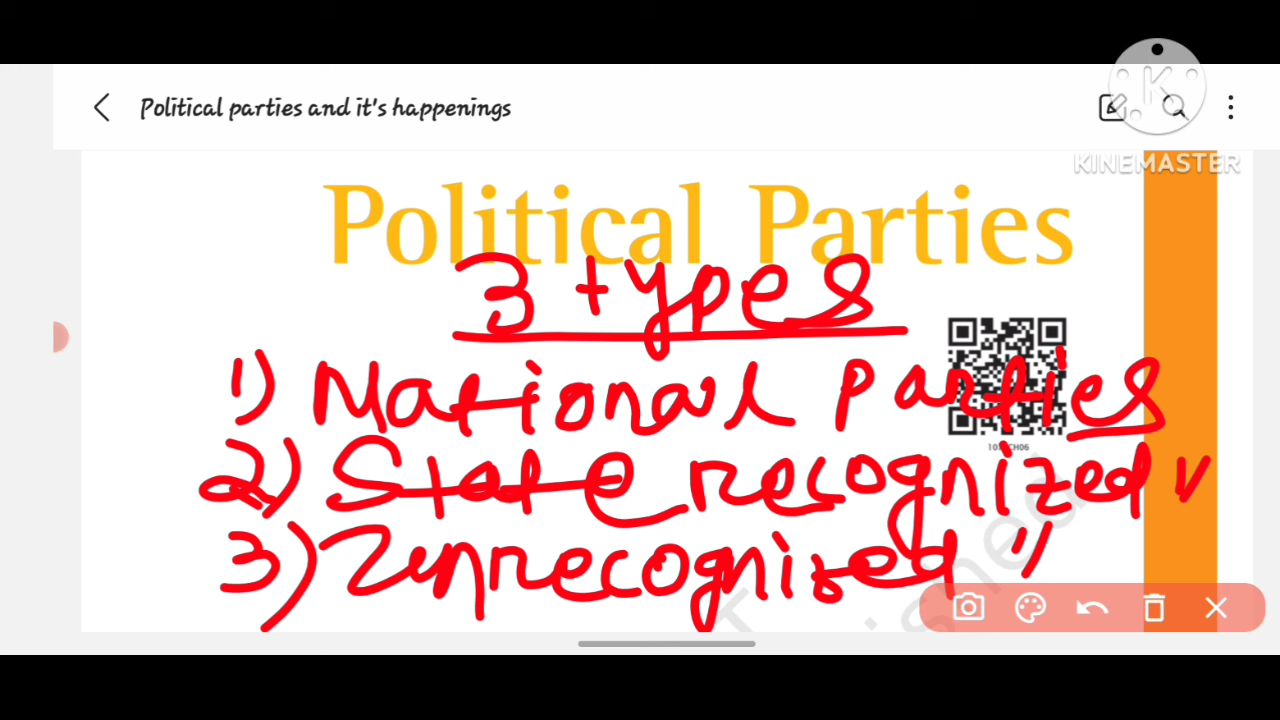 Political parties and it's happenings
KINEMASTER
Political Parties
3 types
1) National parties
2) State recognized
3) unrecognized "